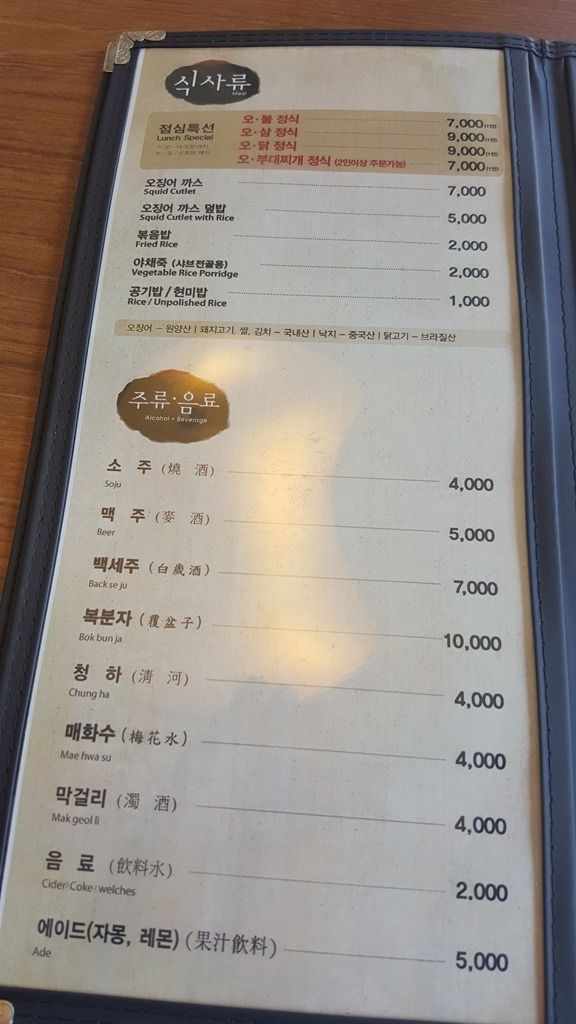 식사류
Meal
점심특선
Lunch Special
오·불 정식 7,000(1인)
오·삼 정식 9,000(1인)
오·닭 정식 9,000(1인)
오·부대찌개 정식 (2인이상 주문가능) 7,000(1인)
오징어 까스 7,000
Squid Cutlet
오징어 까스 덮밥 5,000
Squid Cutlet with Rice
볶음밥 2,000
Fried Rice
야채죽 (샤브전골용) 2,000
Vegetable Rice Porridge
공기밥 / 현미밥 1,000
Rice / Unpolished Rice
오징어 – 원양산 | 돼지고기, 쌀, 김치 – 국내산 | 낙지 – 중국산 | 닭고기 – 브라질산
주류·음료
Alcohol • Beverage
소 주 (燒 酒) 4,000
Soju
맥 주 (麥 酒) 5,000
Beer
백세주 (白歲酒) 7,000
Back se ju
복분자 (覆盆子) 10,000
Bok bun ja
청 하 (淸 河) 4,000
Chung ha
매화수 (梅花水) 4,000
Mae hwa su
막걸리 (濁 酒) 4,000
Mak geol li
음 료 (飮料水) 2.000
Cider/Coke/welches
에이드(자몽, 레몬) (果汁飮料) 5,000
Ade